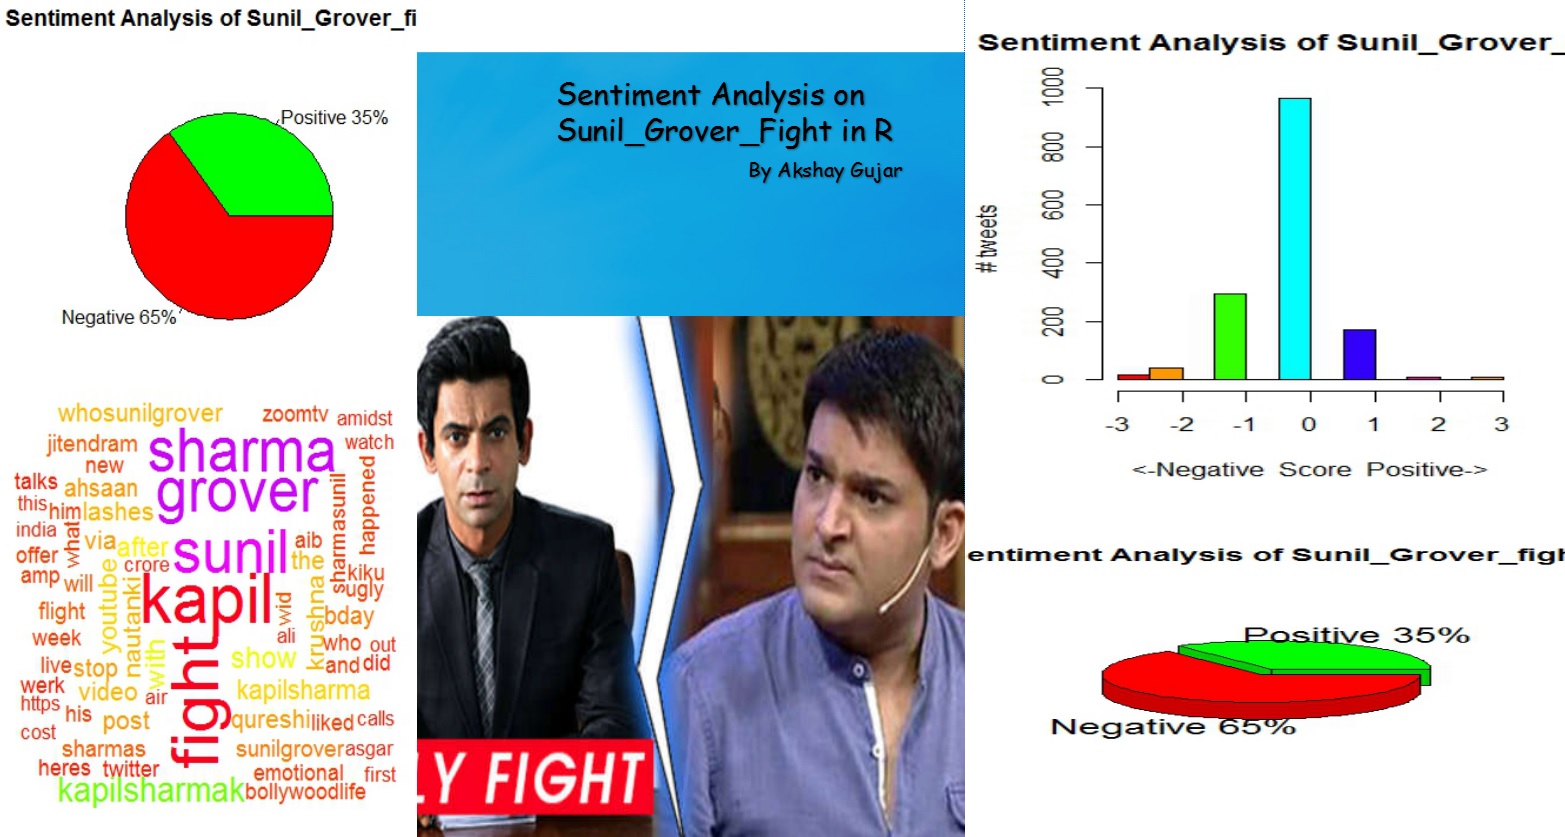 Sentiment Analysis of Sunil_Grover_fi
Positive 35%
Negative 65%
whosunilgrover
zoomtv
amidst
jitendram
sharma
watch
new
talks
ahsaan
grover
sharmasunil
happened
this
him
lashes
india
what
via
after
sunil
aib
the
offer
crore
amp
will
youtube
nautanki
kapil
wid
krushna
kiku
ugly
flight
bday
week
with
fight
ali
who
out
live
stop
show
and
did
werk
video
air
kapilsharma
https
his
post
qureshi
liked
calls
cost
sharmas
sunilgrover
asgar
heres
twitter
emotional
first
kapilsharmak
bollywoodlife
Sentiment Analysis on
Sunil_Grover_Fight in R
By Akshay Gujar
LY FIGHT
Sentiment Analysis of Sunil_Grover_
# tweets
1000
800
600
400
200
0
-3 -2 -1 0 1 2 3
<-Negative Score Positive->
entiment Analysis of Sunil_Grover_figh
Positive 35%
Negative 65%